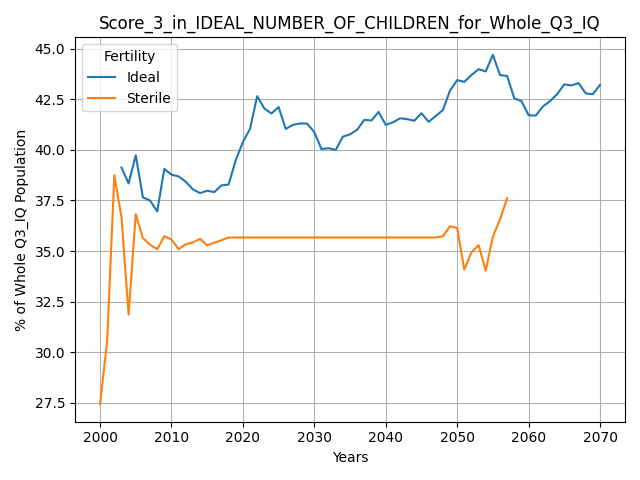 Score_3_in_IDEAL_NUMBER_OF_CHILDREN_for_Whole_Q3_IQ
Fertility
Ideal
Sterile
% of Whole Q3_IQ Population
45.0
42.5
40.0
37.5
35.0
32.5
30.0
27.5
2000 2010 2020 2030 2040 2050 2060 2070
Years